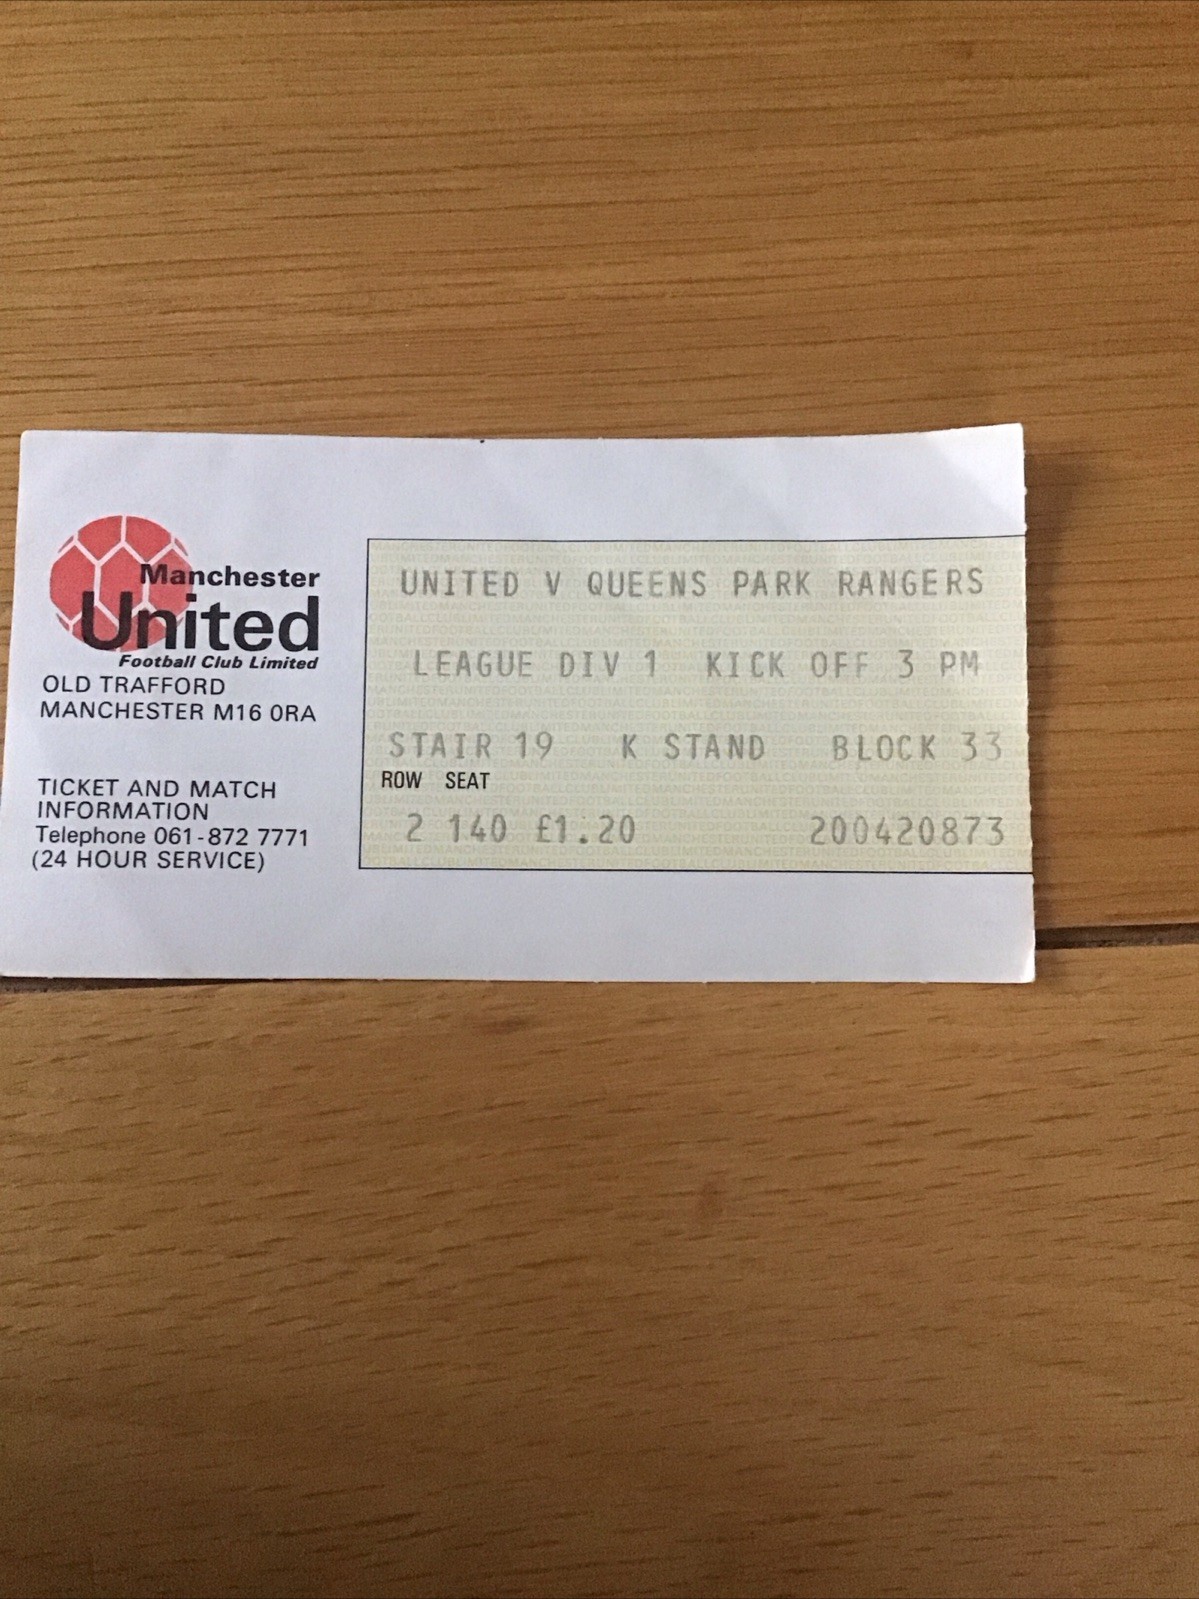 Manchester
United
Football Club Limited
OLD TRAFFORD
MANCHESTER M16 0RA
TICKET AND MATCH
INFORMATION
Telephone 061-872 7771
(24 HOUR SERVICE)
UNITED V QUEENS PARK RANGERS
LEAGUE DIV 1 KICK OFF 3 PM
STAIR 19 K STAND BLOCK 33
ROW SEAT
2 140 £1.20 200420873